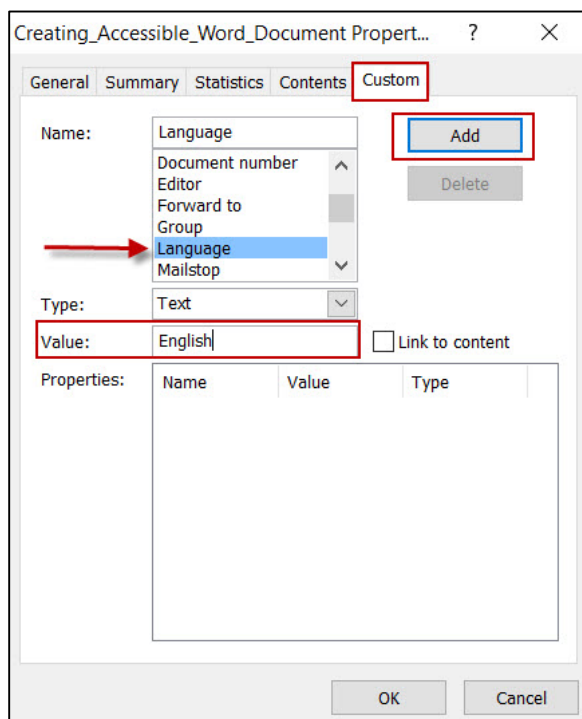 Creating_Accessible_Word_Document Propert... ?
General Summary Statistics Contents Custom
Name: Language Add
Document number
Editor Delete
Forward to
Group
Language
Mailstop
Type: Text
Value: English Link to content
Properties: Name Value Type
OK Cancel